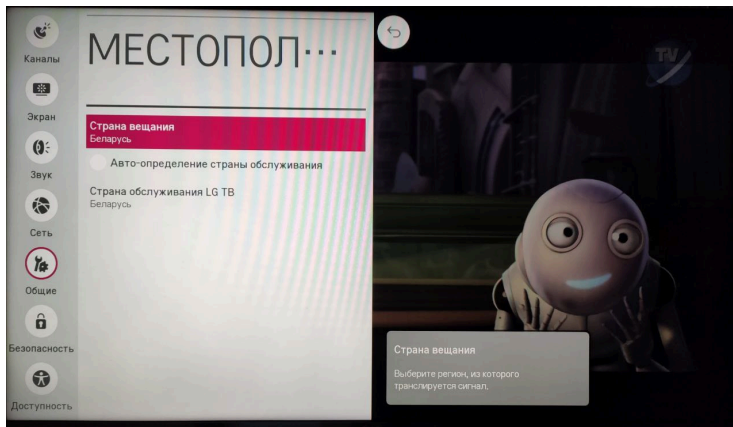 Каналы
Экран
Звук
Сеть
Общие
Безопасность
Доступность
МЕСТОПОЛ...
Страна вещания
Беларусь
Авто-определение страны обслуживания
Страна обслуживания LG ТВ
Беларусь
TV
Страна вещания
Выберите регион, из которого
транслируется сигнал.